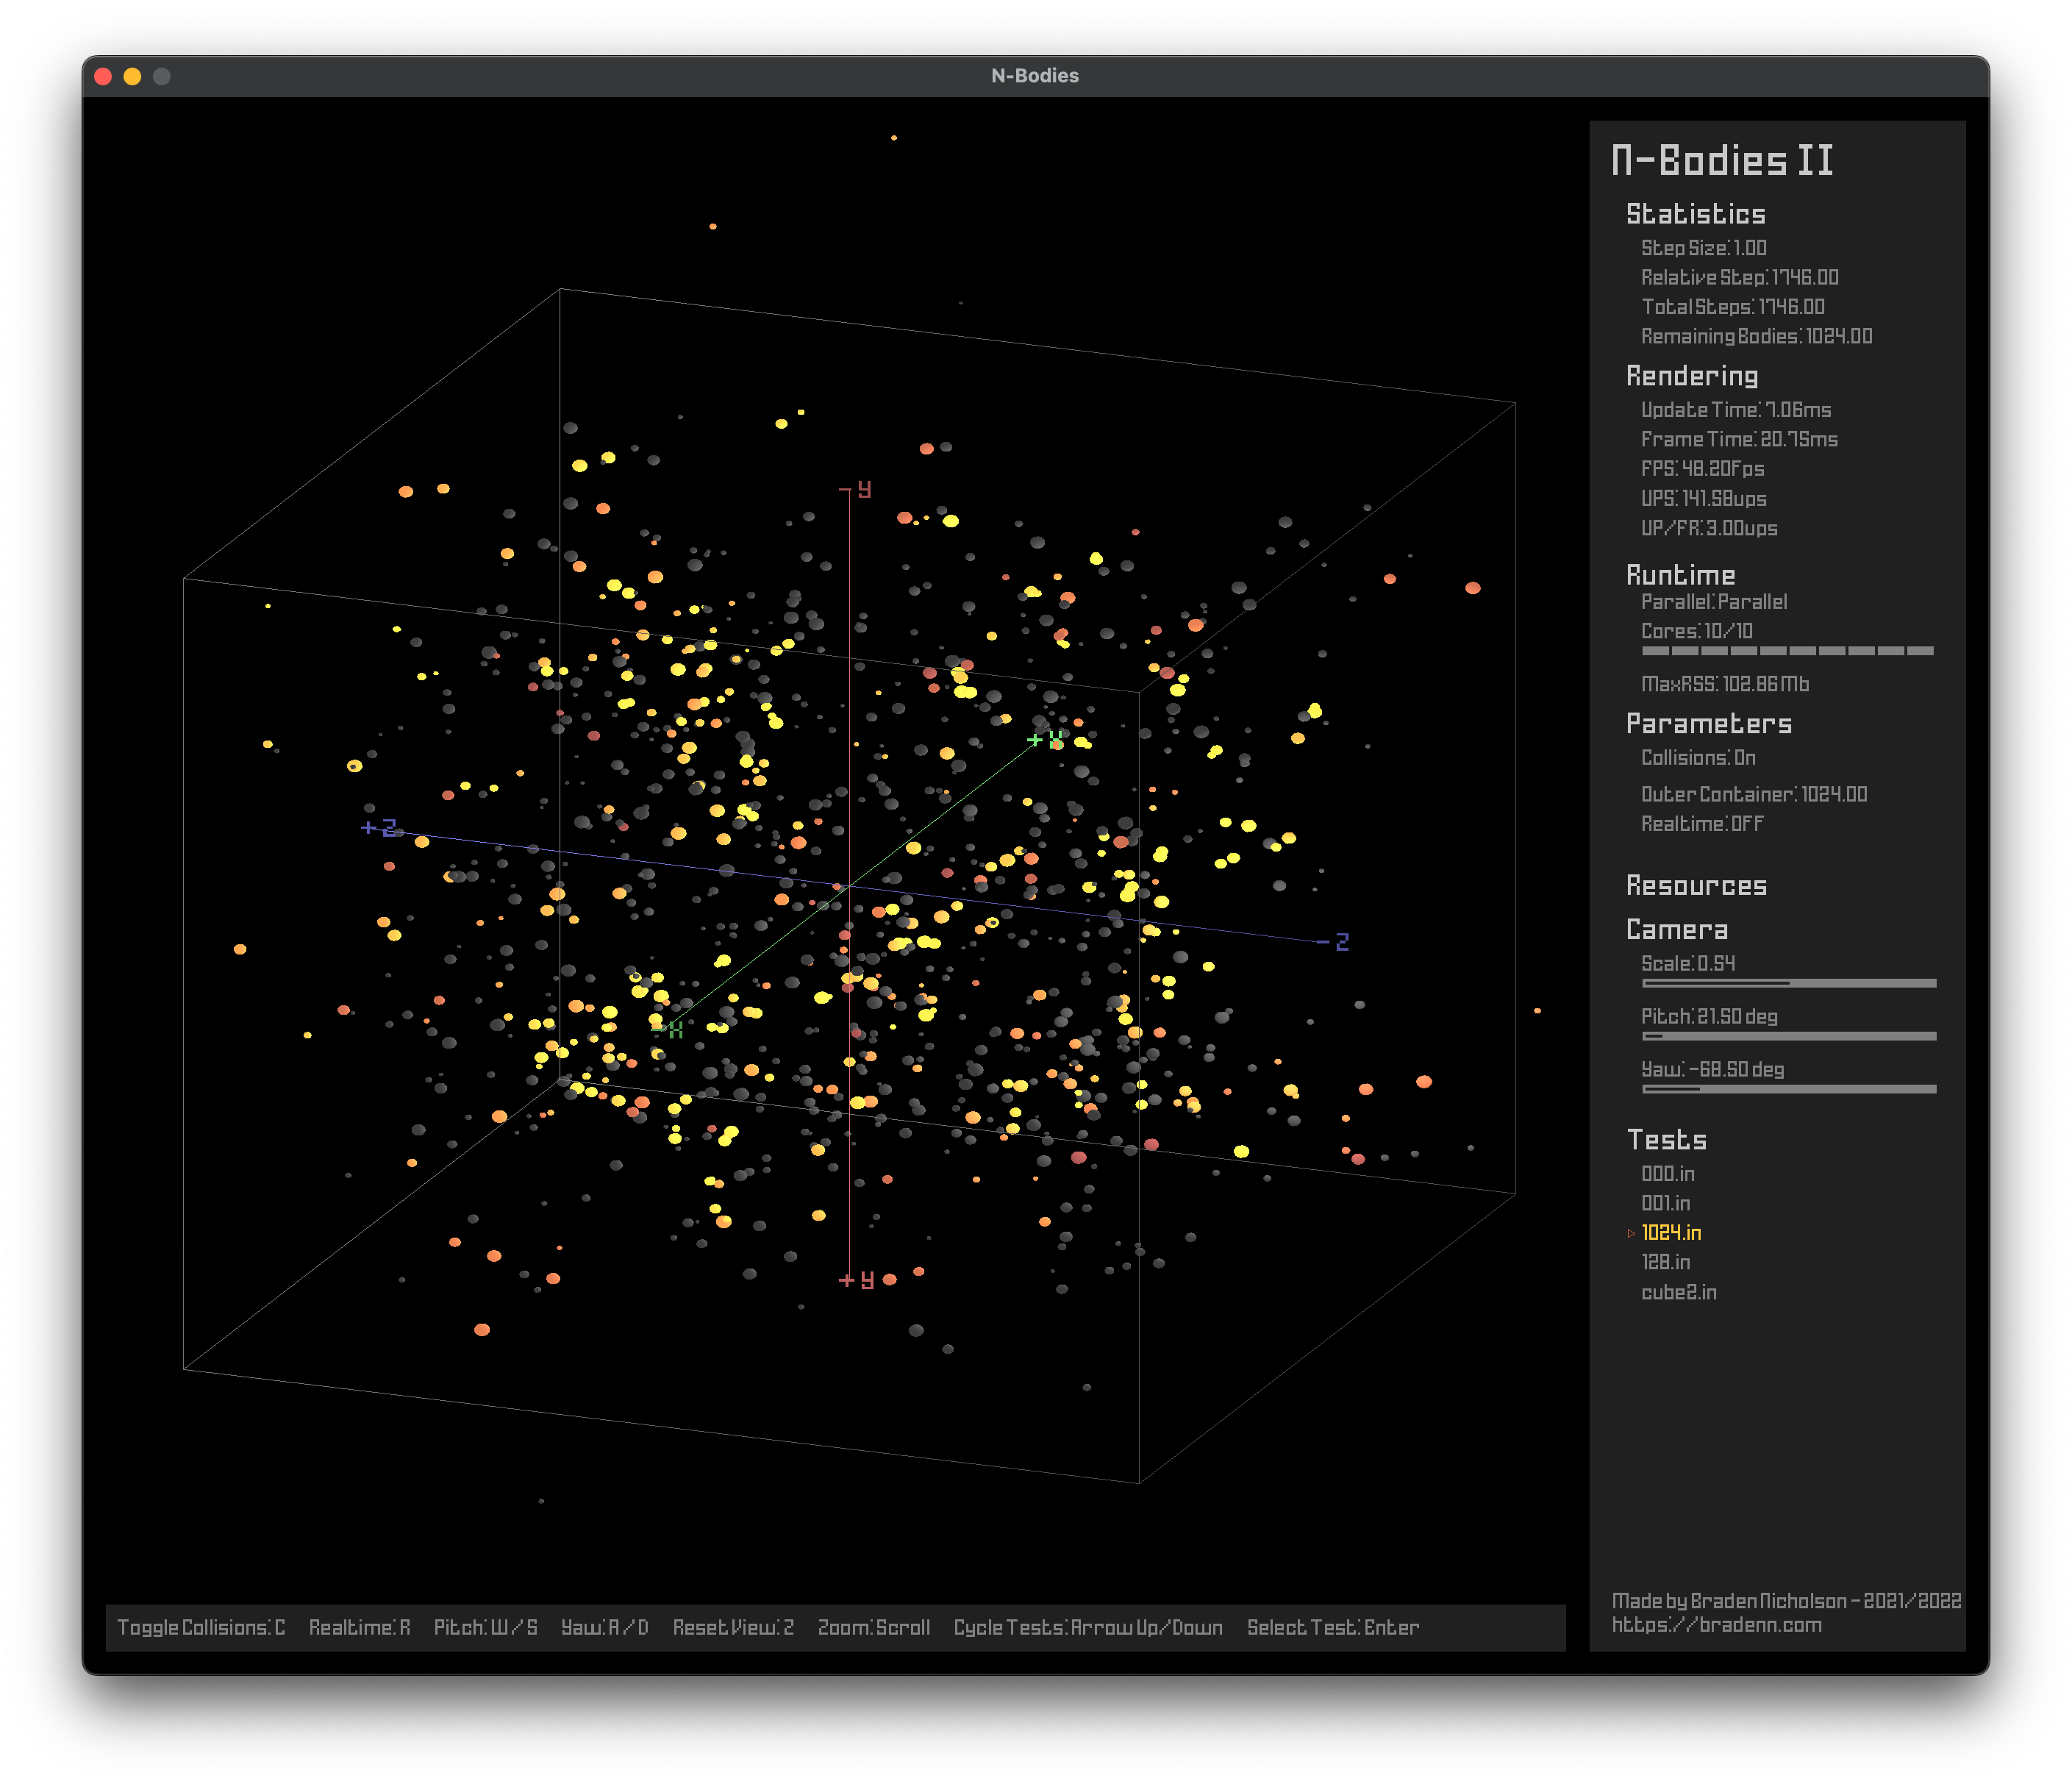 N-Bodies
N-Bodies II
Statistics
Step Size: 1.00
Relative Step: 1746.00
Total Steps: 1746.00
Remaining Bodies: 1024.00
Rendering
Update Time: 7.06ms
Frame Time: 20.75ms
FPS: 48.20Fps
UPS: 141.58ups
UP/FR: 3.00ups
Runtime
Parallel: Parallel
Cores: 10/10
MaxRSS: 102.86 Mb
Parameters
Collisions: On
Outer Container: 1024.00
Realtime: OFF
Resources
Camera
Scale: 0.54
Pitch: 21.50 deg
Yaw: -68.50 deg
Tests
000.in
001.in
▷ 1024.in
128.in
cube2.in
Made by Braden Nicholson - 2021/2022
https://bradenn.com
- Y
+ X
+ Z
- Z
- X
+ Y
Toggle Collisions: C Realtime: R Pitch: W / S Yaw: A / D Reset View: Z Zoom: Scroll Cycle Tests: Arrow Up/Down Select Test: Enter